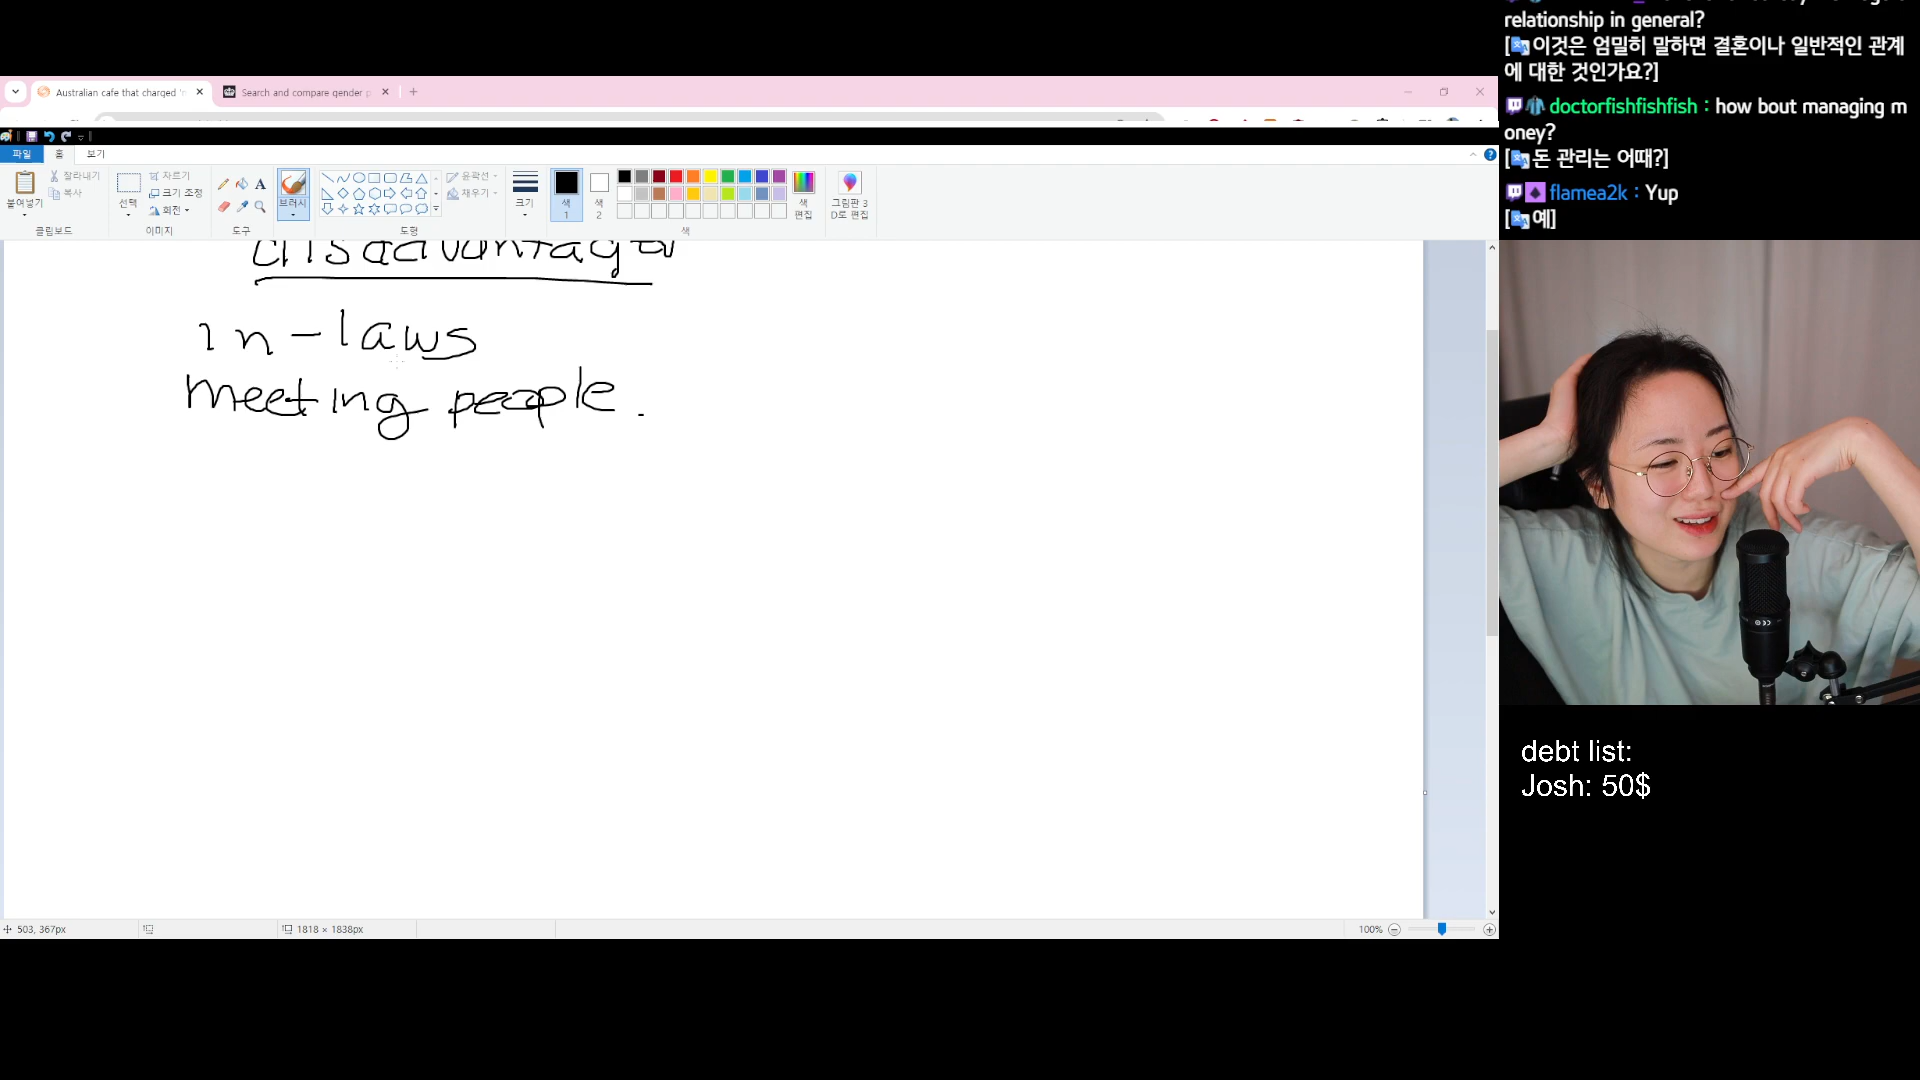 relationship in general?
[이것은 엄밀히 말하면 결혼이나 일반적인 관계
에 대한 것인가요?]
doctorfishfishfish : how bout managing m
oney?
[돈 관리는 어때?]
flamea2k : Yup
[예]
Australian cafe that charged
Search and compare gender p
파일 홈 보기
붙여넣기
잘라내기
복사
클립보드
선택
자르기
크기 조정
회전
이미지
A
도구
브러시
윤곽선
채우기
도형
크기
색
1
색
2
색
편집
그림판 3
D로 편집
색
disadvantage
in-laws
meeting people.
debt list:
Josh: 50$
503, 367px
1818 × 1838px
100%